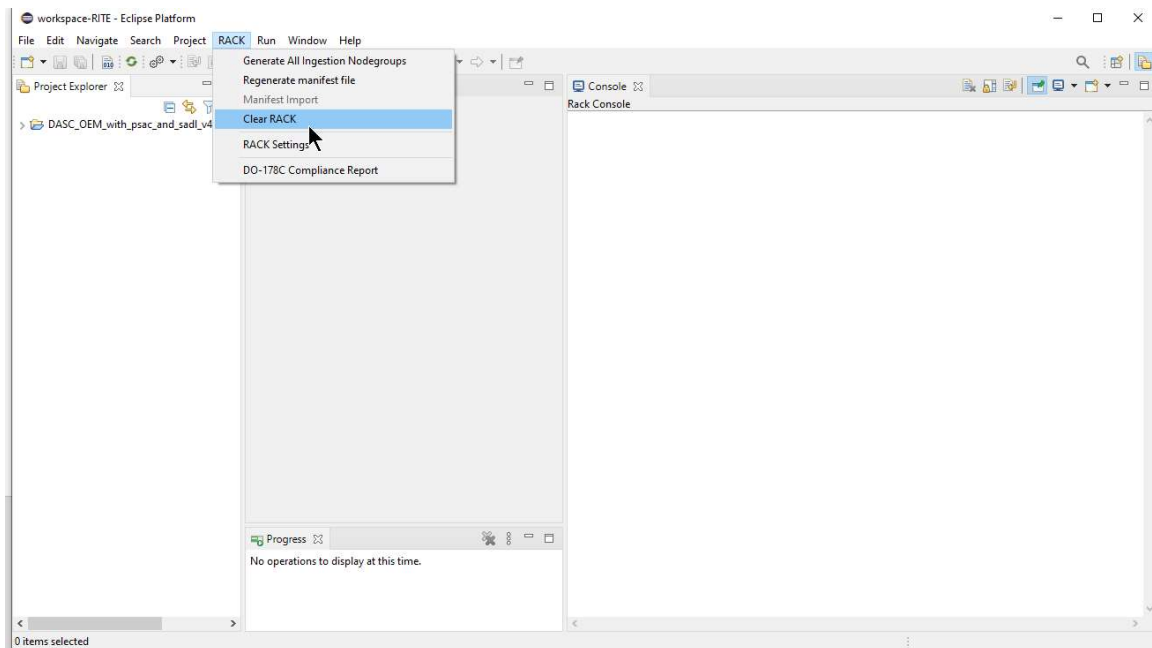 workspace-RITE - Eclipse Platform
File Edit Navigate Search Project RACK Run Window Help
Generate All Ingestion Nodegroups
Regenerate manifest file
Manifest Import
Clear RACK
RACK Settings
DO-178C Compliance Report
Project Explorer
DASC_OEM_with_psac_and_sadl_v4
Console
Rack Console
Progress
No operations to display at this time.
0 items selected